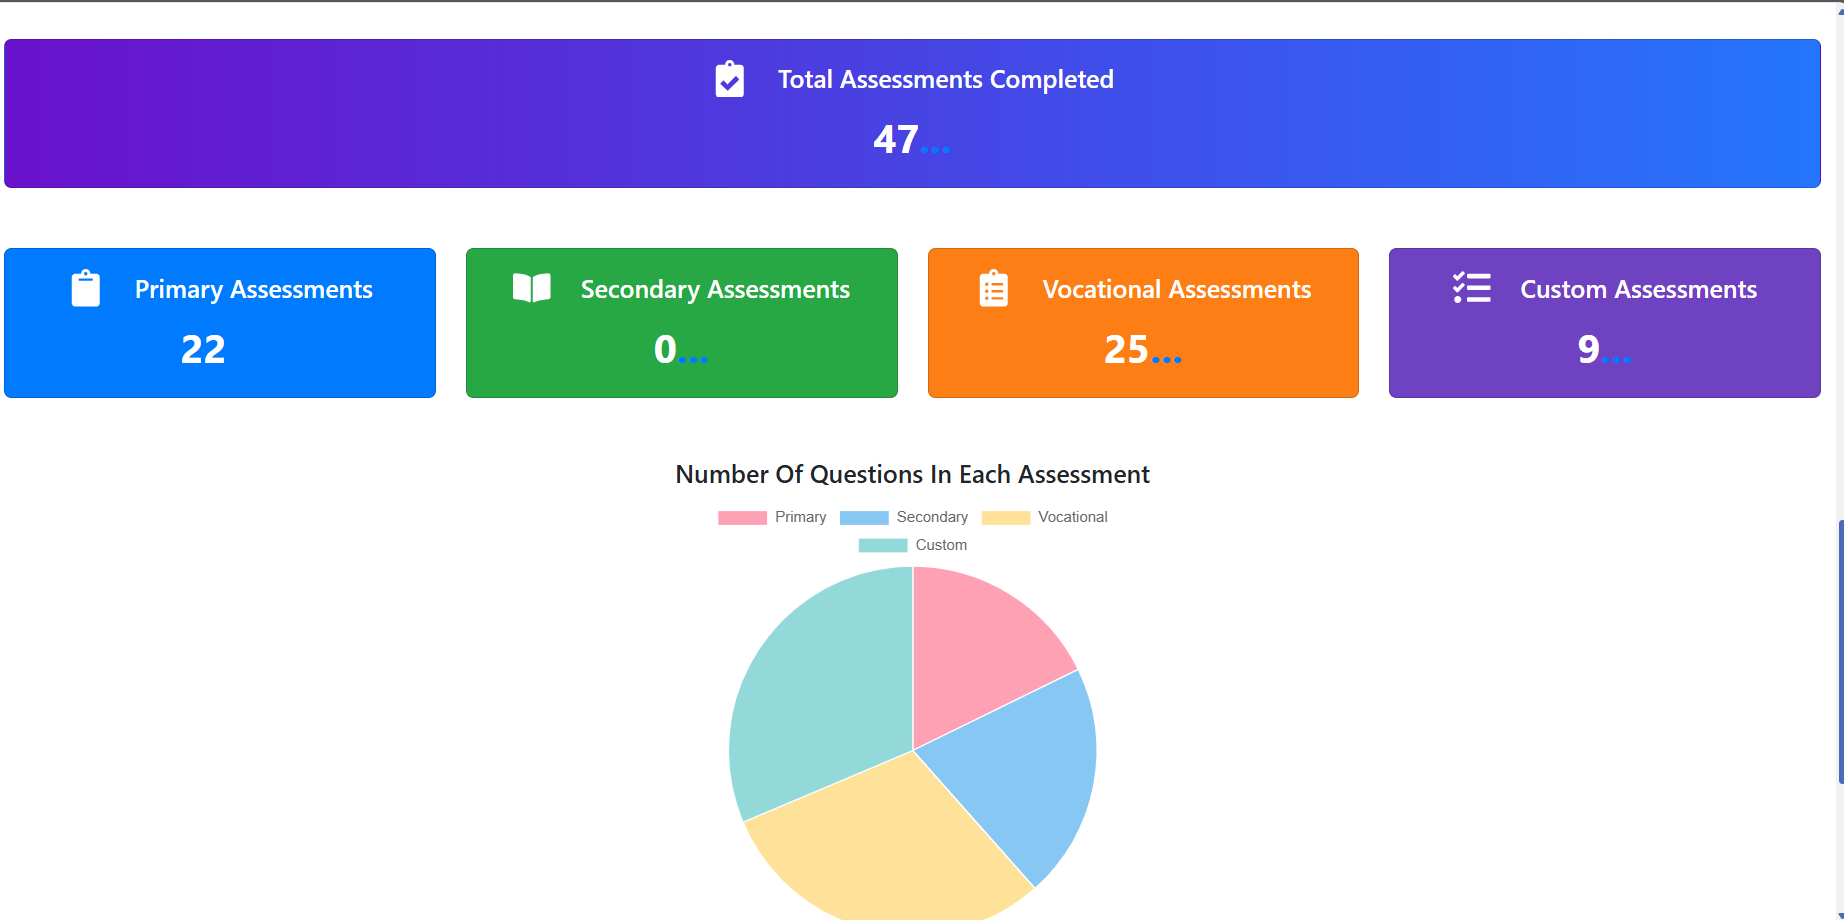 Total Assessments Completed
47...
Primary Assessments
22
Secondary Assessments
0...
Vocational Assessments
25...
Custom Assessments
9...
Number Of Questions In Each Assessment
Primary Secondary Vocational
Custom